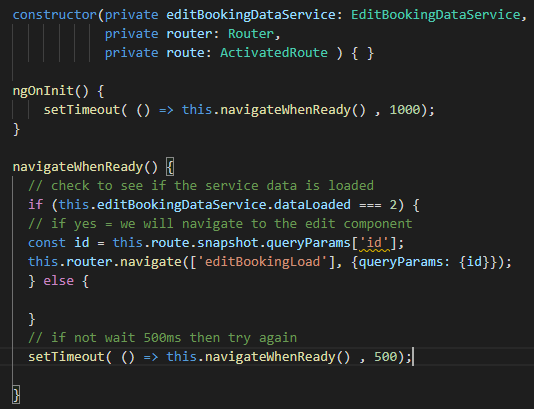 constructor(private editBookingDataService: EditBookingDataService,
private router: Router,
private route: ActivatedRoute ) { }
ngOnInit() {
setTimeout( () => this.navigateWhenReady() , 1000);
}
navigateWhenReady() {
// check to see if the service data is loaded
if (this.editBookingDataService.dataLoaded === 2) {
// if yes = we will navigate to the edit component
const id = this.route.snapshot.queryParams['id'];
this.router.navigate(['editBookingLoad'], {queryParams: {id}});
} else {
}
// if not wait 500ms then try again
setTimeout( () => this.navigateWhenReady() , 500);
}